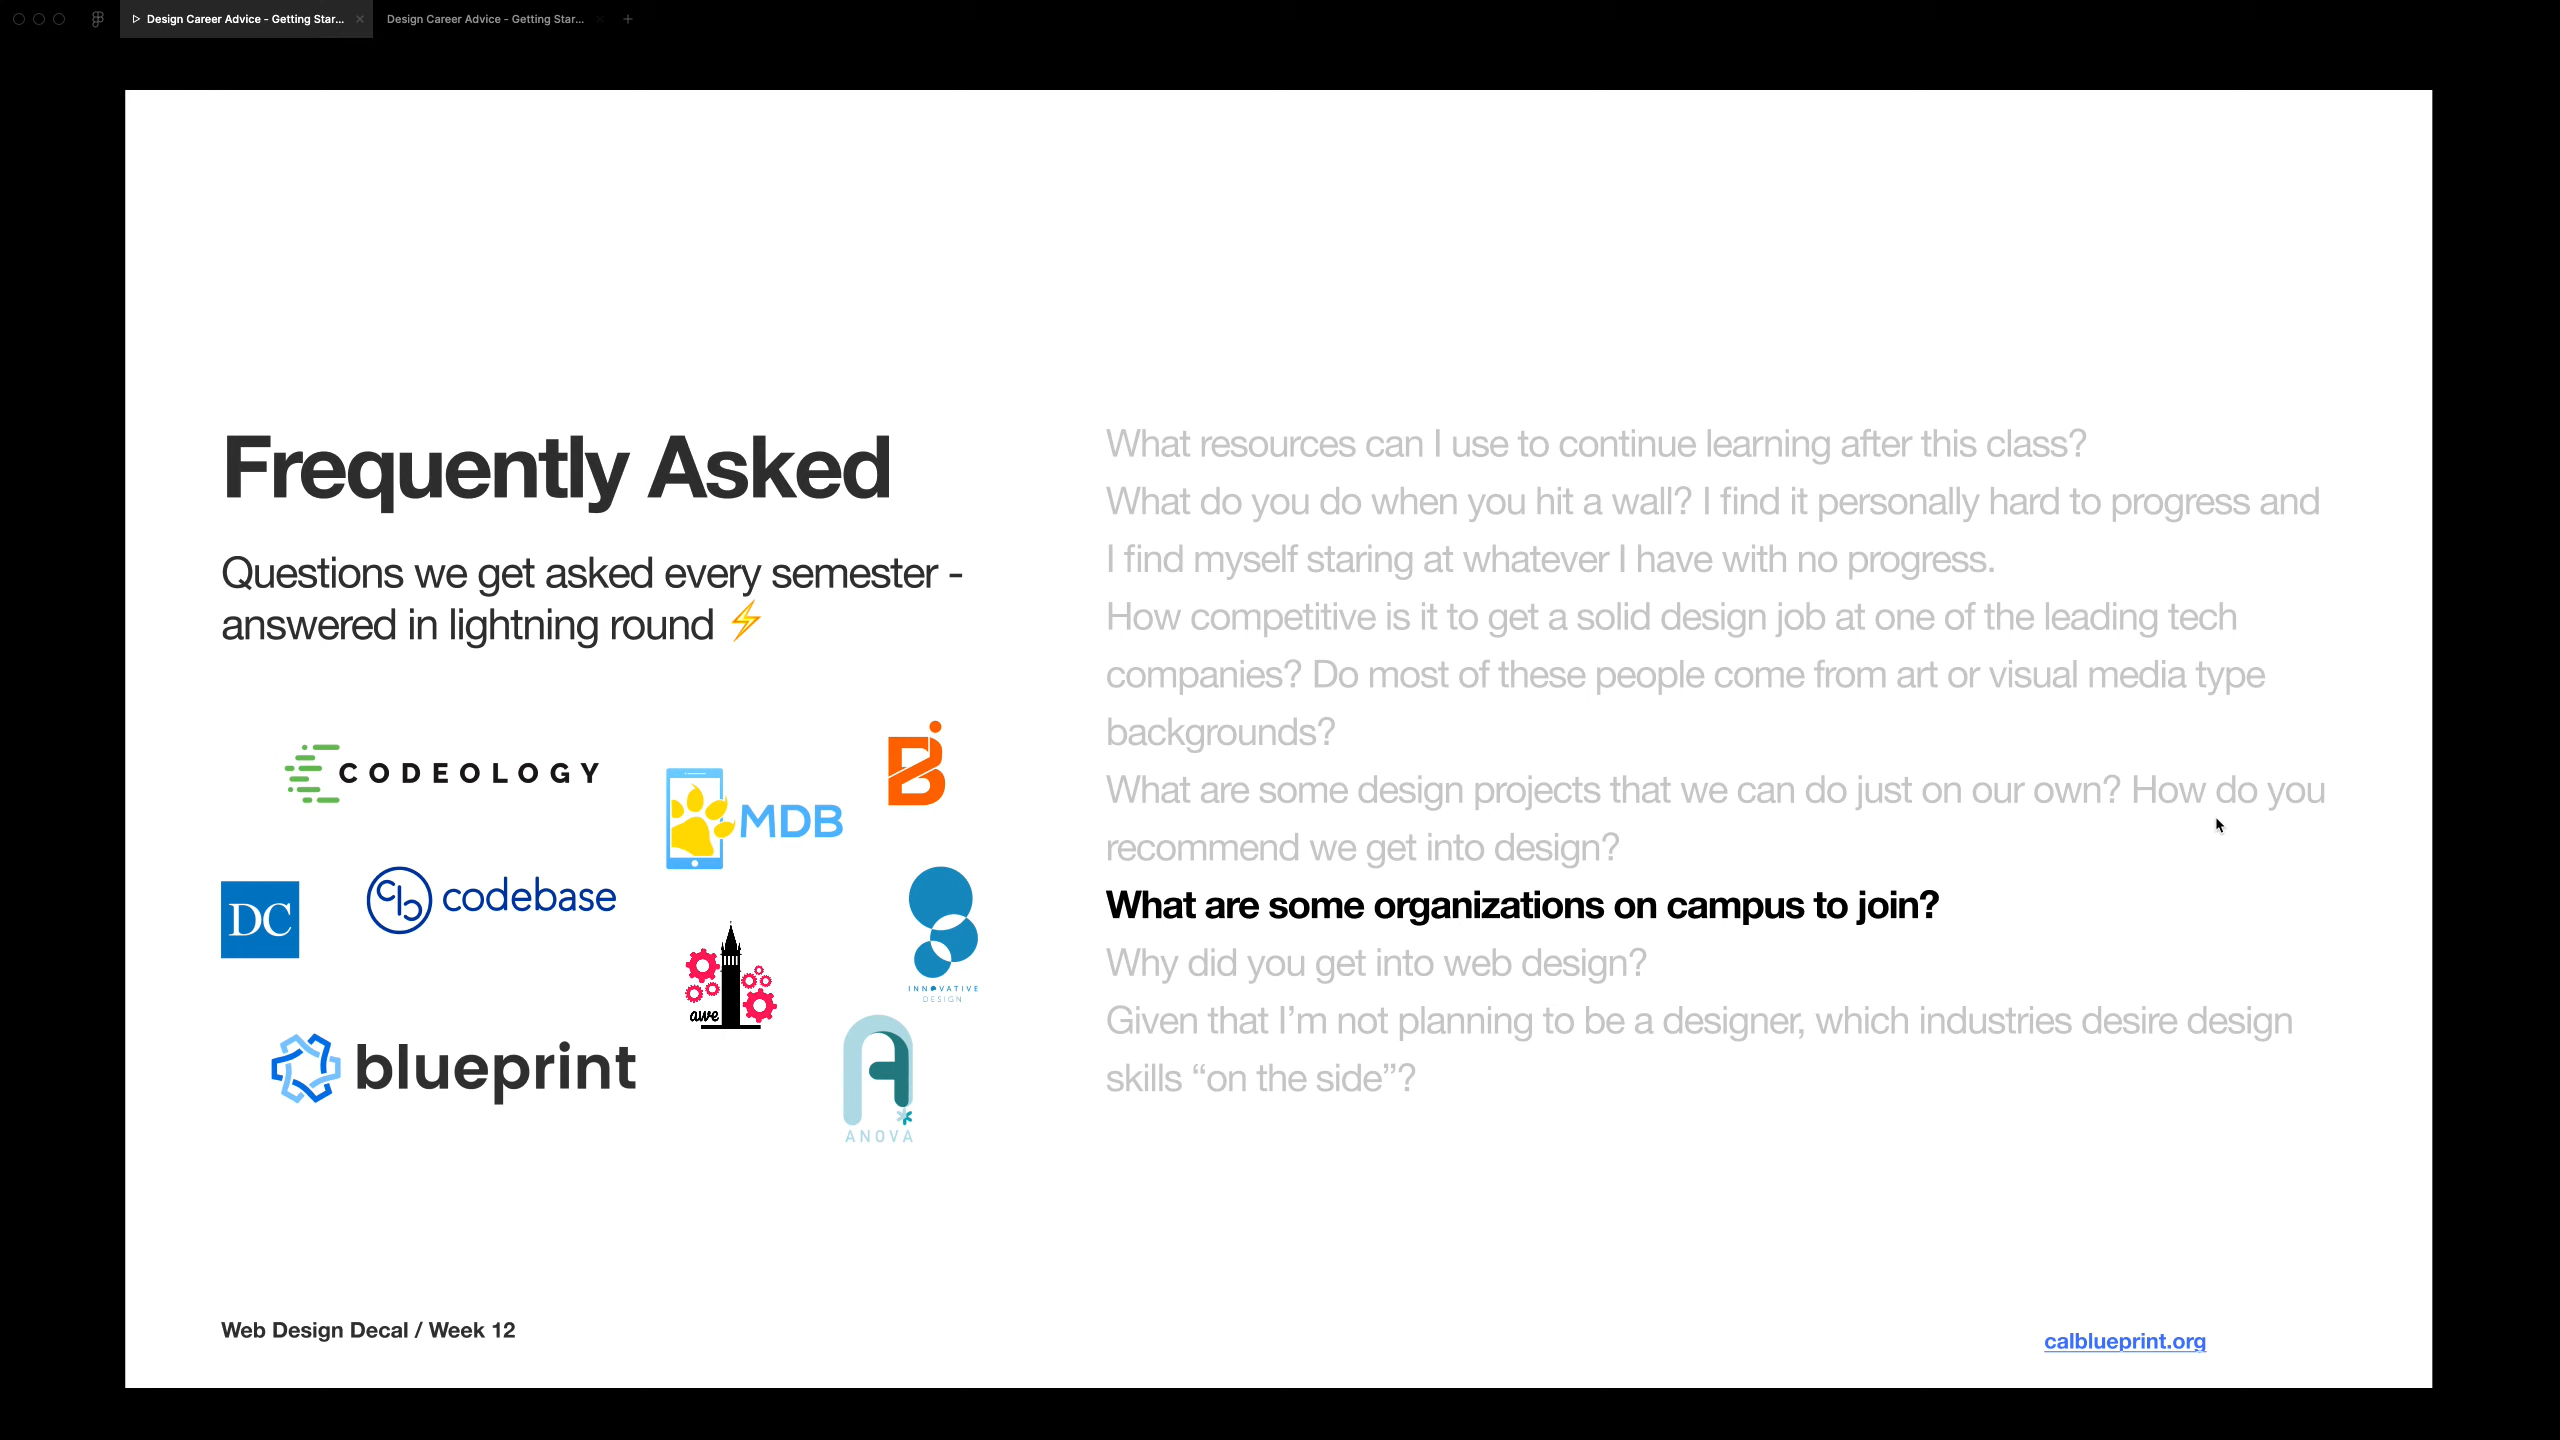 Design Career Advice - Getting Star...
Design Career Advice - Getting Star...
Frequently Asked
Questions we get asked every semester -
answered in lightning round ⚡
CODEOLOGY
MDB
B
DC
cb codebase
awe
INNOVATIVE
DESIGN
blueprint
A
ANOVA
What resources can I use to continue learning after this class?
What do you do when you hit a wall? I find it personally hard to progress and
I find myself staring at whatever I have with no progress.
How competitive is it to get a solid design job at one of the leading tech
companies? Do most of these people come from art or visual media type
backgrounds?
What are some design projects that we can do just on our own? How do you
recommend we get into design?
What are some organizations on campus to join?
Why did you get into web design?
Given that I’m not planning to be a designer, which industries desire design
skills “on the side”?
Web Design Decal / Week 12
calblueprint.org